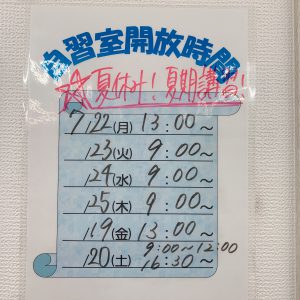 自習室開放時間
☆夏休み!夏期講習!
7/22(月) 13:00~
/23(火) 9:00~
/24(水) 9:00~
/25(木) 9:00~
/19(金) 13:00~
/20(土) 9:00~12:00
16:30~